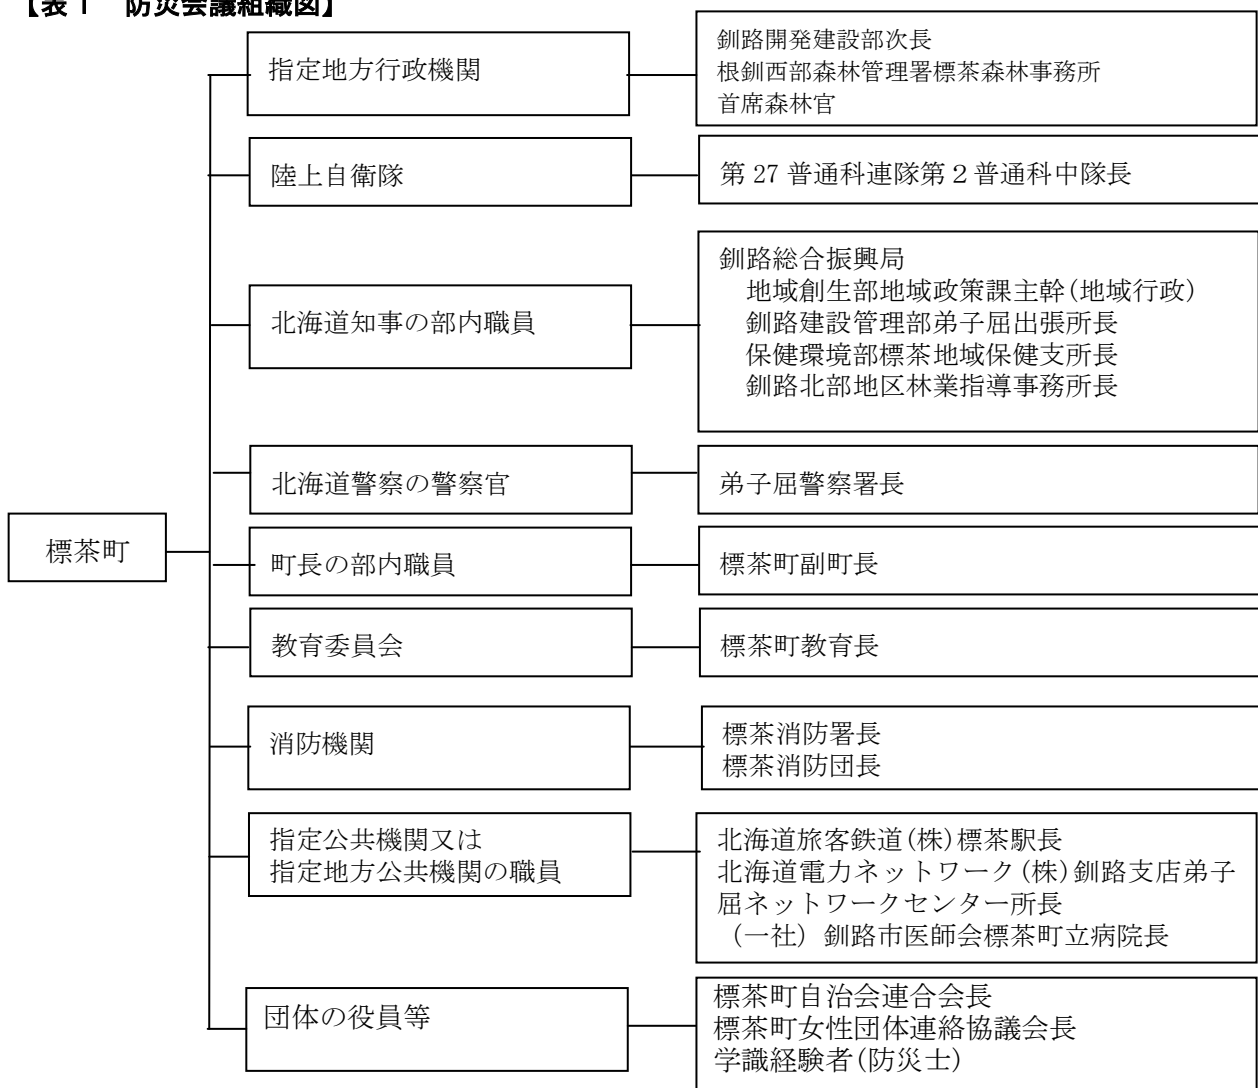 【表1 防災会議組織図】
指定地方行政機関
釧路開発建設部次長
根釧西部森林管理署標茶森林事務所
首席森林官
陸上自衛隊
第27普通科連隊第2普通科中隊長
北海道知事の部内職員
釧路総合振興局
地域創生部地域政策課主幹(地域行政)
釧路建設管理部弟子屈出張所長
保健環境部標茶地域保健支所長
釧路北部地区林業指導事務所長
北海道警察の警察官
弟子屈警察署長
標茶町
町長の部内職員
標茶町副町長
教育委員会
標茶町教育長
消防機関
標茶消防署長
標茶消防団長
指定公共機関又は
指定地方公共機関の職員
北海道旅客鉄道(株)標茶駅長
北海道電力ネットワーク(株)釧路支店弟子
屈ネットワークセンター所長
(一社)釧路市医師会標茶町立病院長
団体の役員等
標茶町自治会連合会長
標茶町女性団体連絡協議会長
学識経験者(防災士)